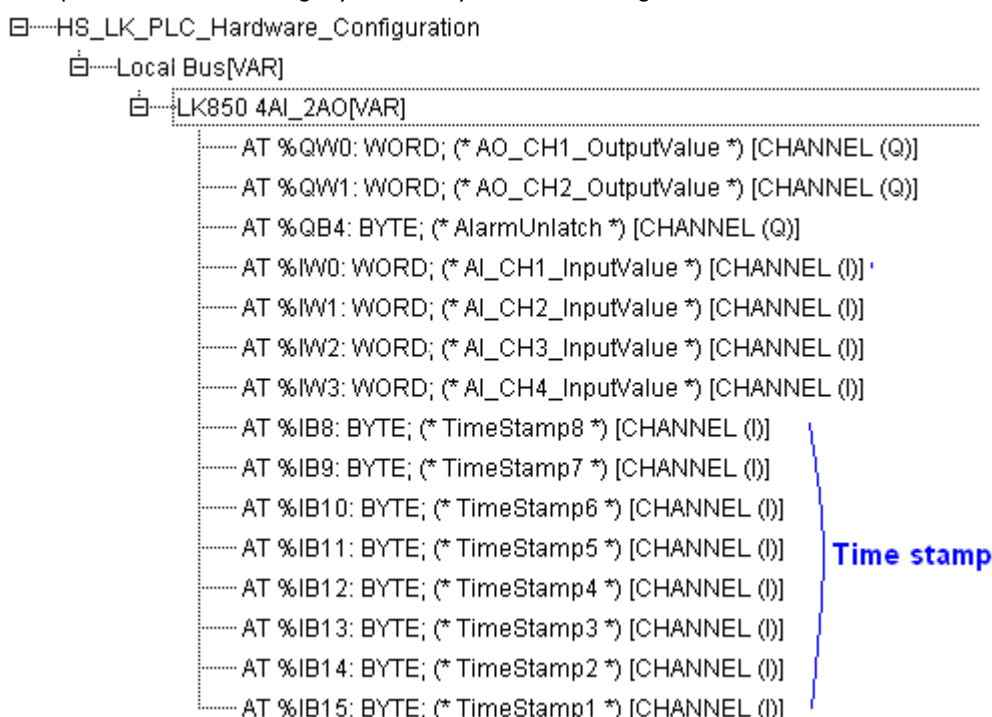 HS_LK_PLC_Hardware_Configuration
Local Bus[VAR]
LK850 4AI_2AO[VAR]
AT %QW0: WORD; (* AO_CH1_OutputValue *) [CHANNEL (Q)]
AT %QW1: WORD; (* AO_CH2_OutputValue *) [CHANNEL (Q)]
AT %QB4: BYTE; (* AlarmUnlatch *) [CHANNEL (Q)]
AT %IW0: WORD; (* AI_CH1_InputValue *) [CHANNEL (I)]
AT %IW1: WORD; (* AI_CH2_InputValue *) [CHANNEL (I)]
AT %IW2: WORD; (* AI_CH3_InputValue *) [CHANNEL (I)]
AT %IW3: WORD; (* AI_CH4_InputValue *) [CHANNEL (I)]
AT %IB8: BYTE; (* TimeStamp8 *) [CHANNEL (I)]
AT %IB9: BYTE; (* TimeStamp7 *) [CHANNEL (I)]
AT %IB10: BYTE; (* TimeStamp6 *) [CHANNEL (I)]
AT %IB11: BYTE; (* TimeStamp5 *) [CHANNEL (I)]
Time stamp
AT %IB12: BYTE; (* TimeStamp4 *) [CHANNEL (I)]
AT %IB13: BYTE; (* TimeStamp3 *) [CHANNEL (I)]
AT %IB14: BYTE; (* TimeStamp2 *) [CHANNEL (I)]
AT %IB15: BYTE; (* TimeStamp1 *) [CHANNEL (I)]